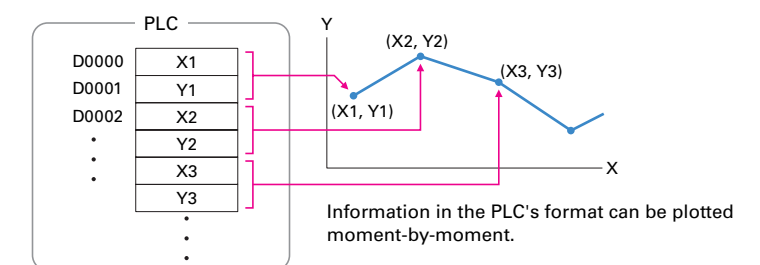 PLC
D0000
X1
D0001
Y1
D0002
X2
Y2
X3
Y3
Y
(X2, Y2)
(X3, Y3)
(X1, Y1)
X
Information in the PLC's format can be plotted
moment-by-moment.